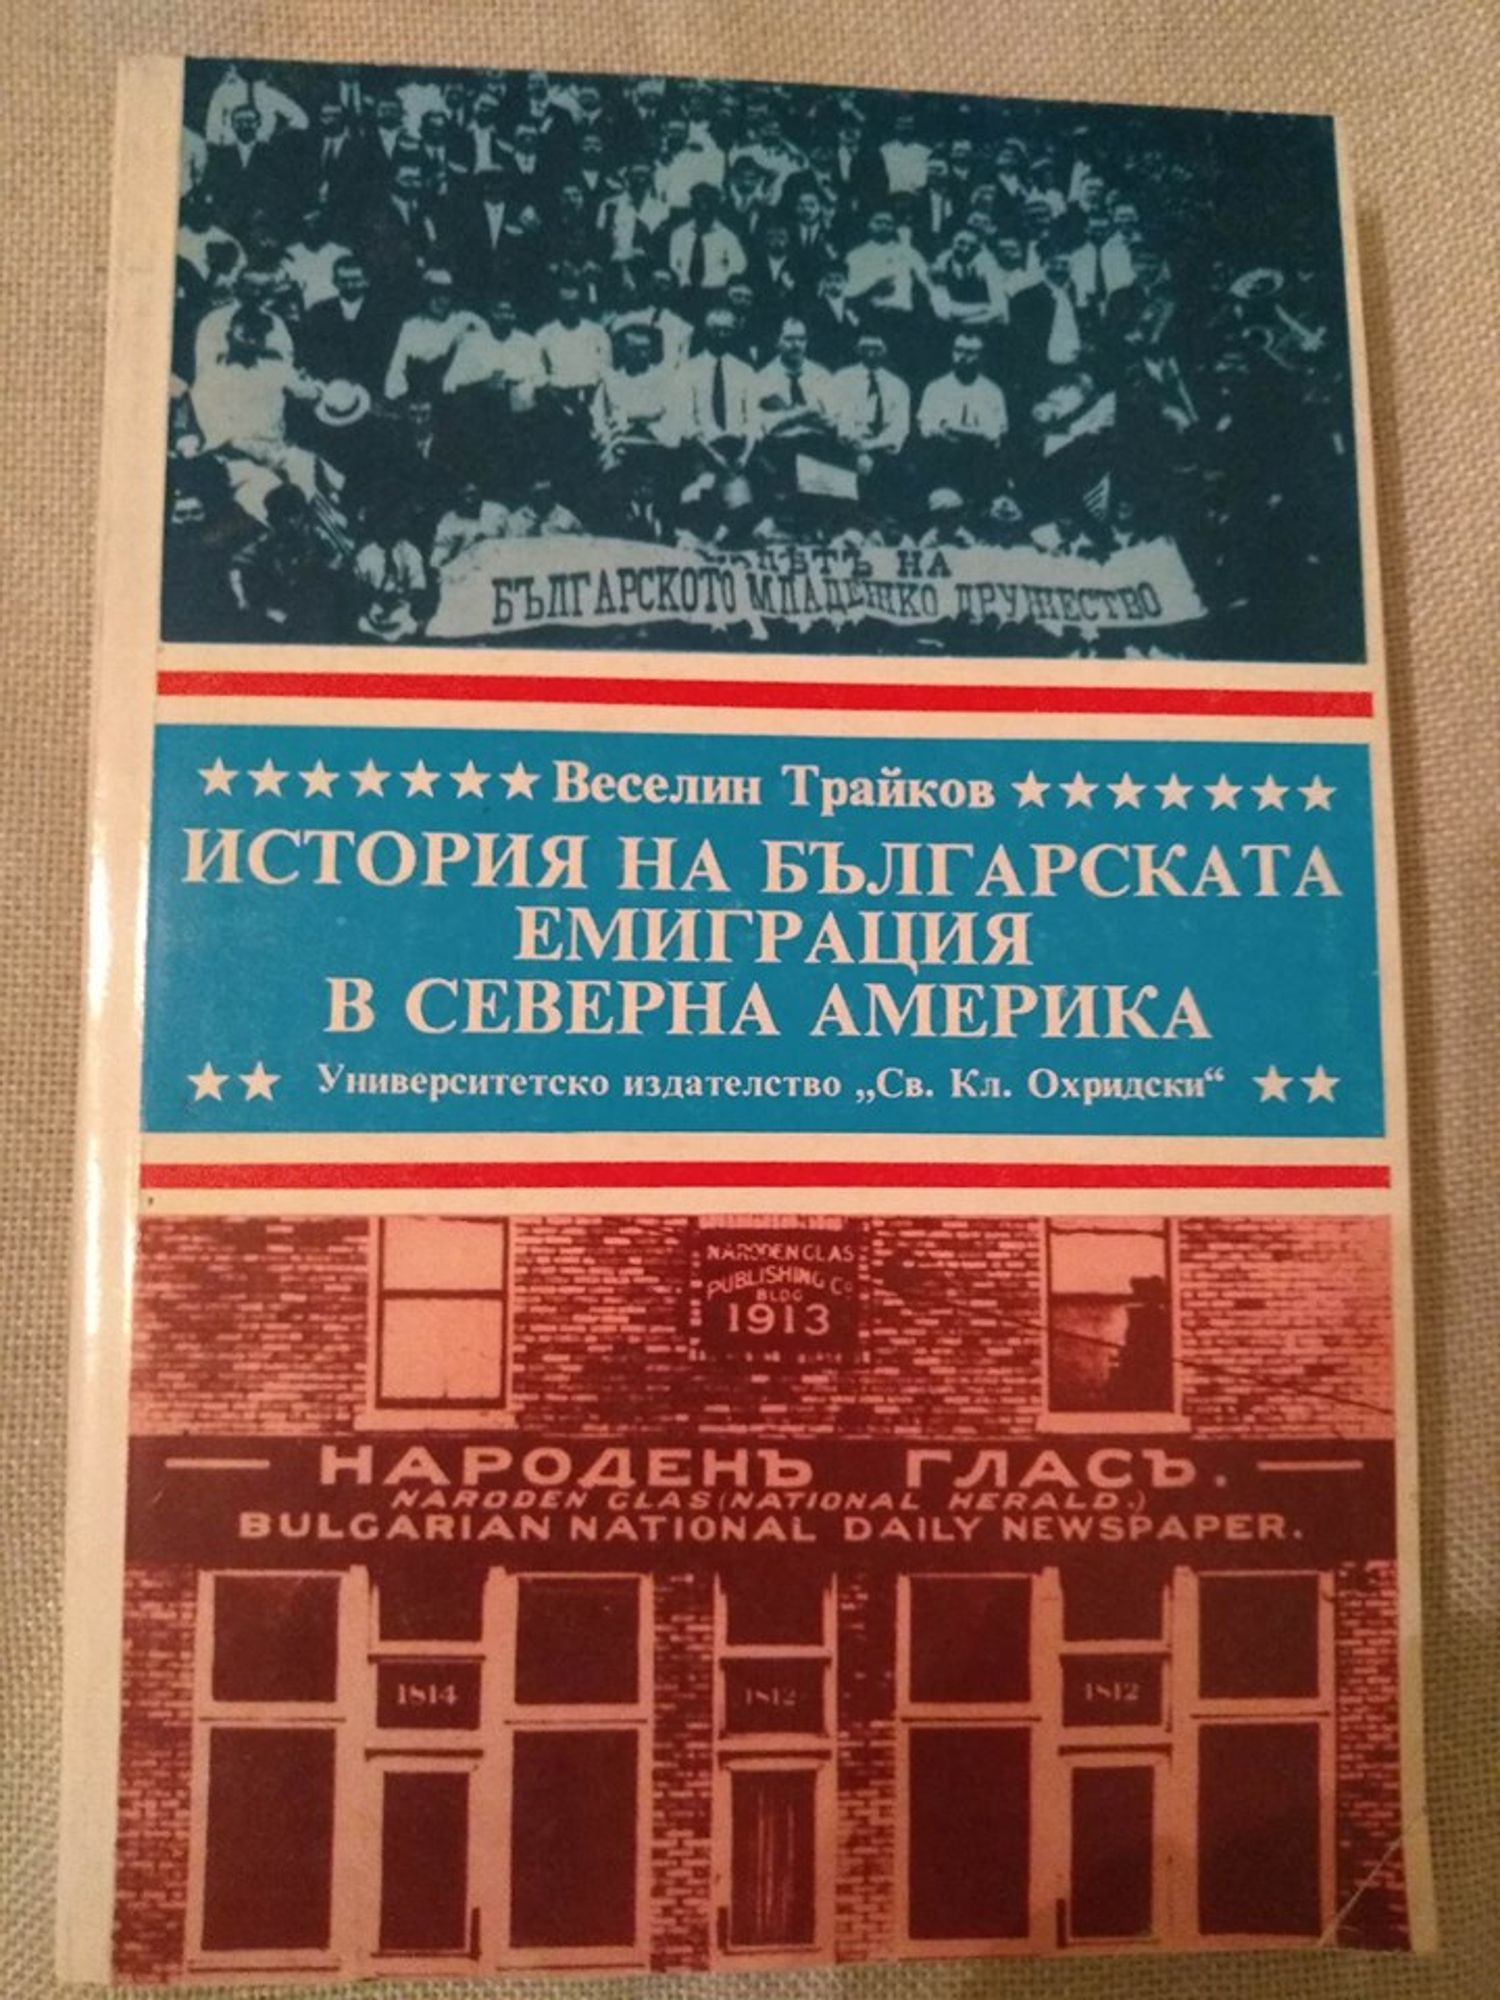 НА
БЪЛГАРСКОТО МЛАДЕЖКО ДРУЖЕСТВО
Веселин Трайков
ИСТОРИЯ НА БЪЛГАРСКАТА
ЕМИГРАЦИЯ
В СЕВЕРНА АМЕРИКА
Университетско издателство „Св. Кл. Охридски“
NARODEN GLAS
PUBLISHING CO
BLDG
1913
НАРОДЕНЪ ГЛАСЪ.
NARODEN GLAS (NATIONAL HERALD.)
BULGARIAN NATIONAL DAILY NEWSPAPER.
1814 1812 1812